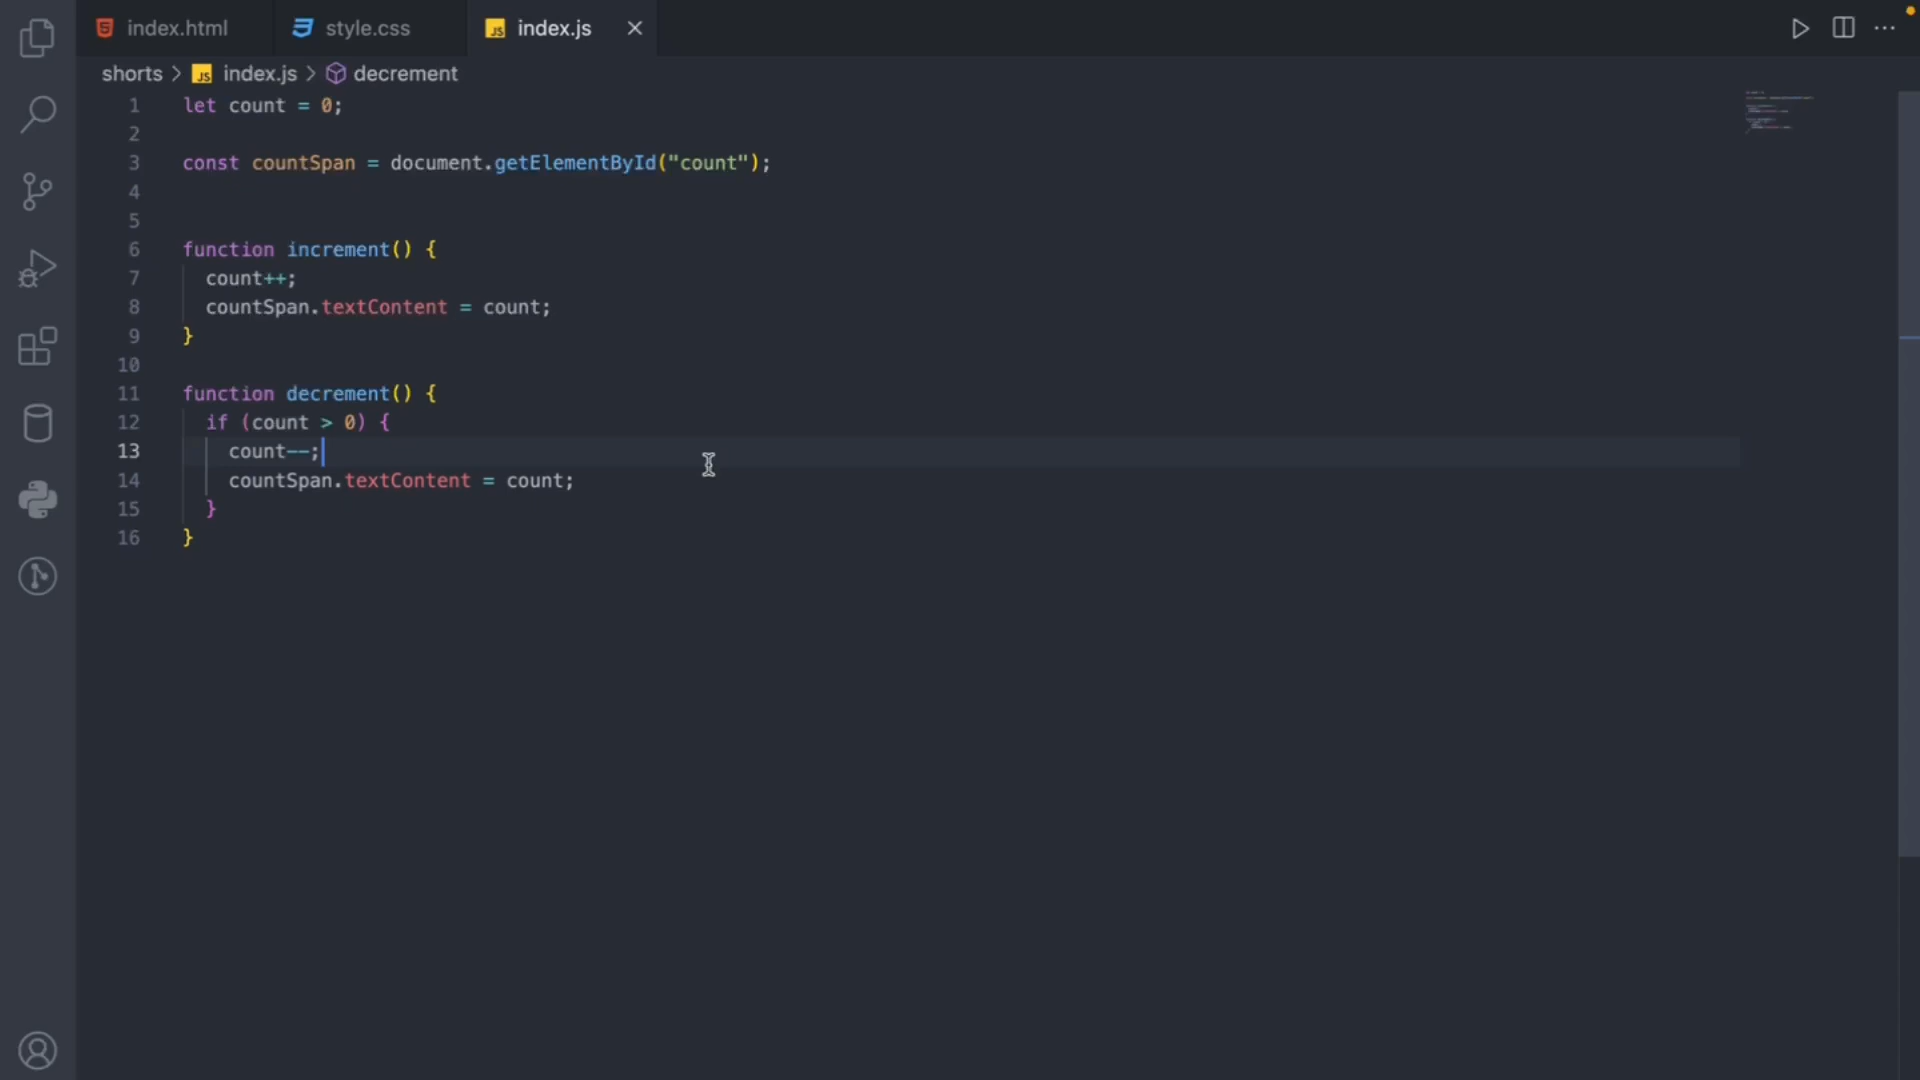 index.html style.css JS index.js
shorts > JS index.js > decrement
1 let count = 0;
2
3 const countSpan = document.getElementById("count");
4
5
6 function increment() {
7 count++;
8 countSpan.textContent = count;
9 }
10
11 function decrement() {
12 if (count > 0) {
13 count--;
14 countSpan.textContent = count;
15 }
16 }